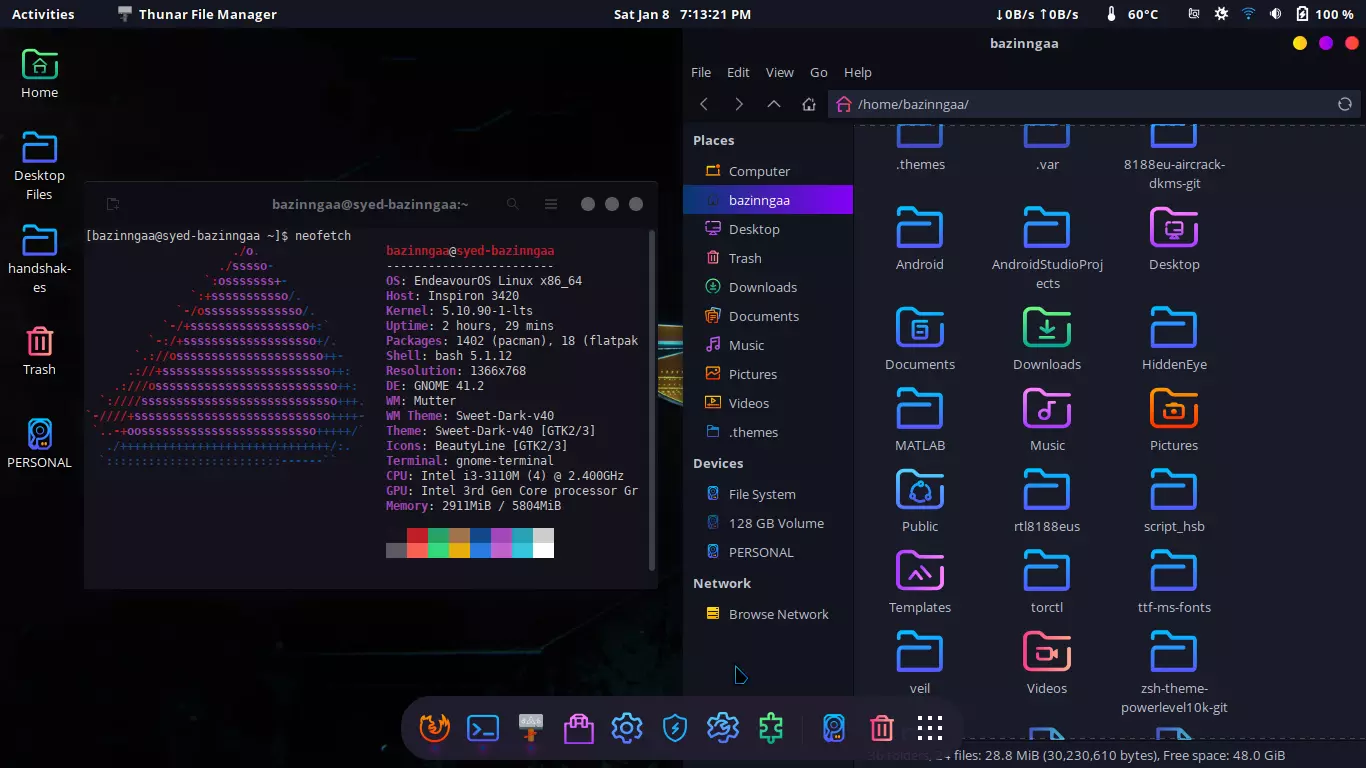 Activities
Thunar File Manager
Sat Jan 8 7:13:21 PM
↓0B/s ↑0B/s
60°C
100 %
Home
Desktop
Files
handshak-
es
Trash
PERSONAL
bazinngaa@syed-bazinngaa:~
[bazinngaa@syed-bazinngaa ~]$ neofetch
bazinngaa@syed-bazinngaa
------------------------
OS: EndeavourOS Linux x86_64
Host: Inspiron 3420
Kernel: 5.10.90-1-lts
Uptime: 2 hours, 29 mins
Packages: 1402 (pacman), 18 (flatpak
Shell: bash 5.1.12
Resolution: 1366x768
DE: GNOME 41.2
WM: Mutter
WM Theme: Sweet-Dark-v40
Theme: Sweet-Dark-v40 [GTK2/3]
Icons: BeautyLine [GTK2/3]
Terminal: gnome-terminal
CPU: Intel i3-3110M (4) @ 2.400GHz
GPU: Intel 3rd Gen Core processor Gr
Memory: 2911MiB / 5804MiB
bazinngaa
File Edit View Go Help
/home/bazinngaa/
Places
Computer
bazinngaa
Desktop
Trash
Downloads
Documents
Music
Pictures
Videos
.themes
Devices
File System
128 GB Volume
PERSONAL
Network
Browse Network
.themes
.var
8188eu-aircrack-
dkms-git
Android
AndroidStudioProj
ects
Desktop
Documents
Downloads
HiddenEye
MATLAB
Music
Pictures
Public
rtl8188eus
script_hsb
Templates
torctl
ttf-ms-fonts
veil
Videos
zsh-theme-
powerlevel10k-git
files: 28.8 MiB (30,230,610 bytes), Free space: 48.0 GiB